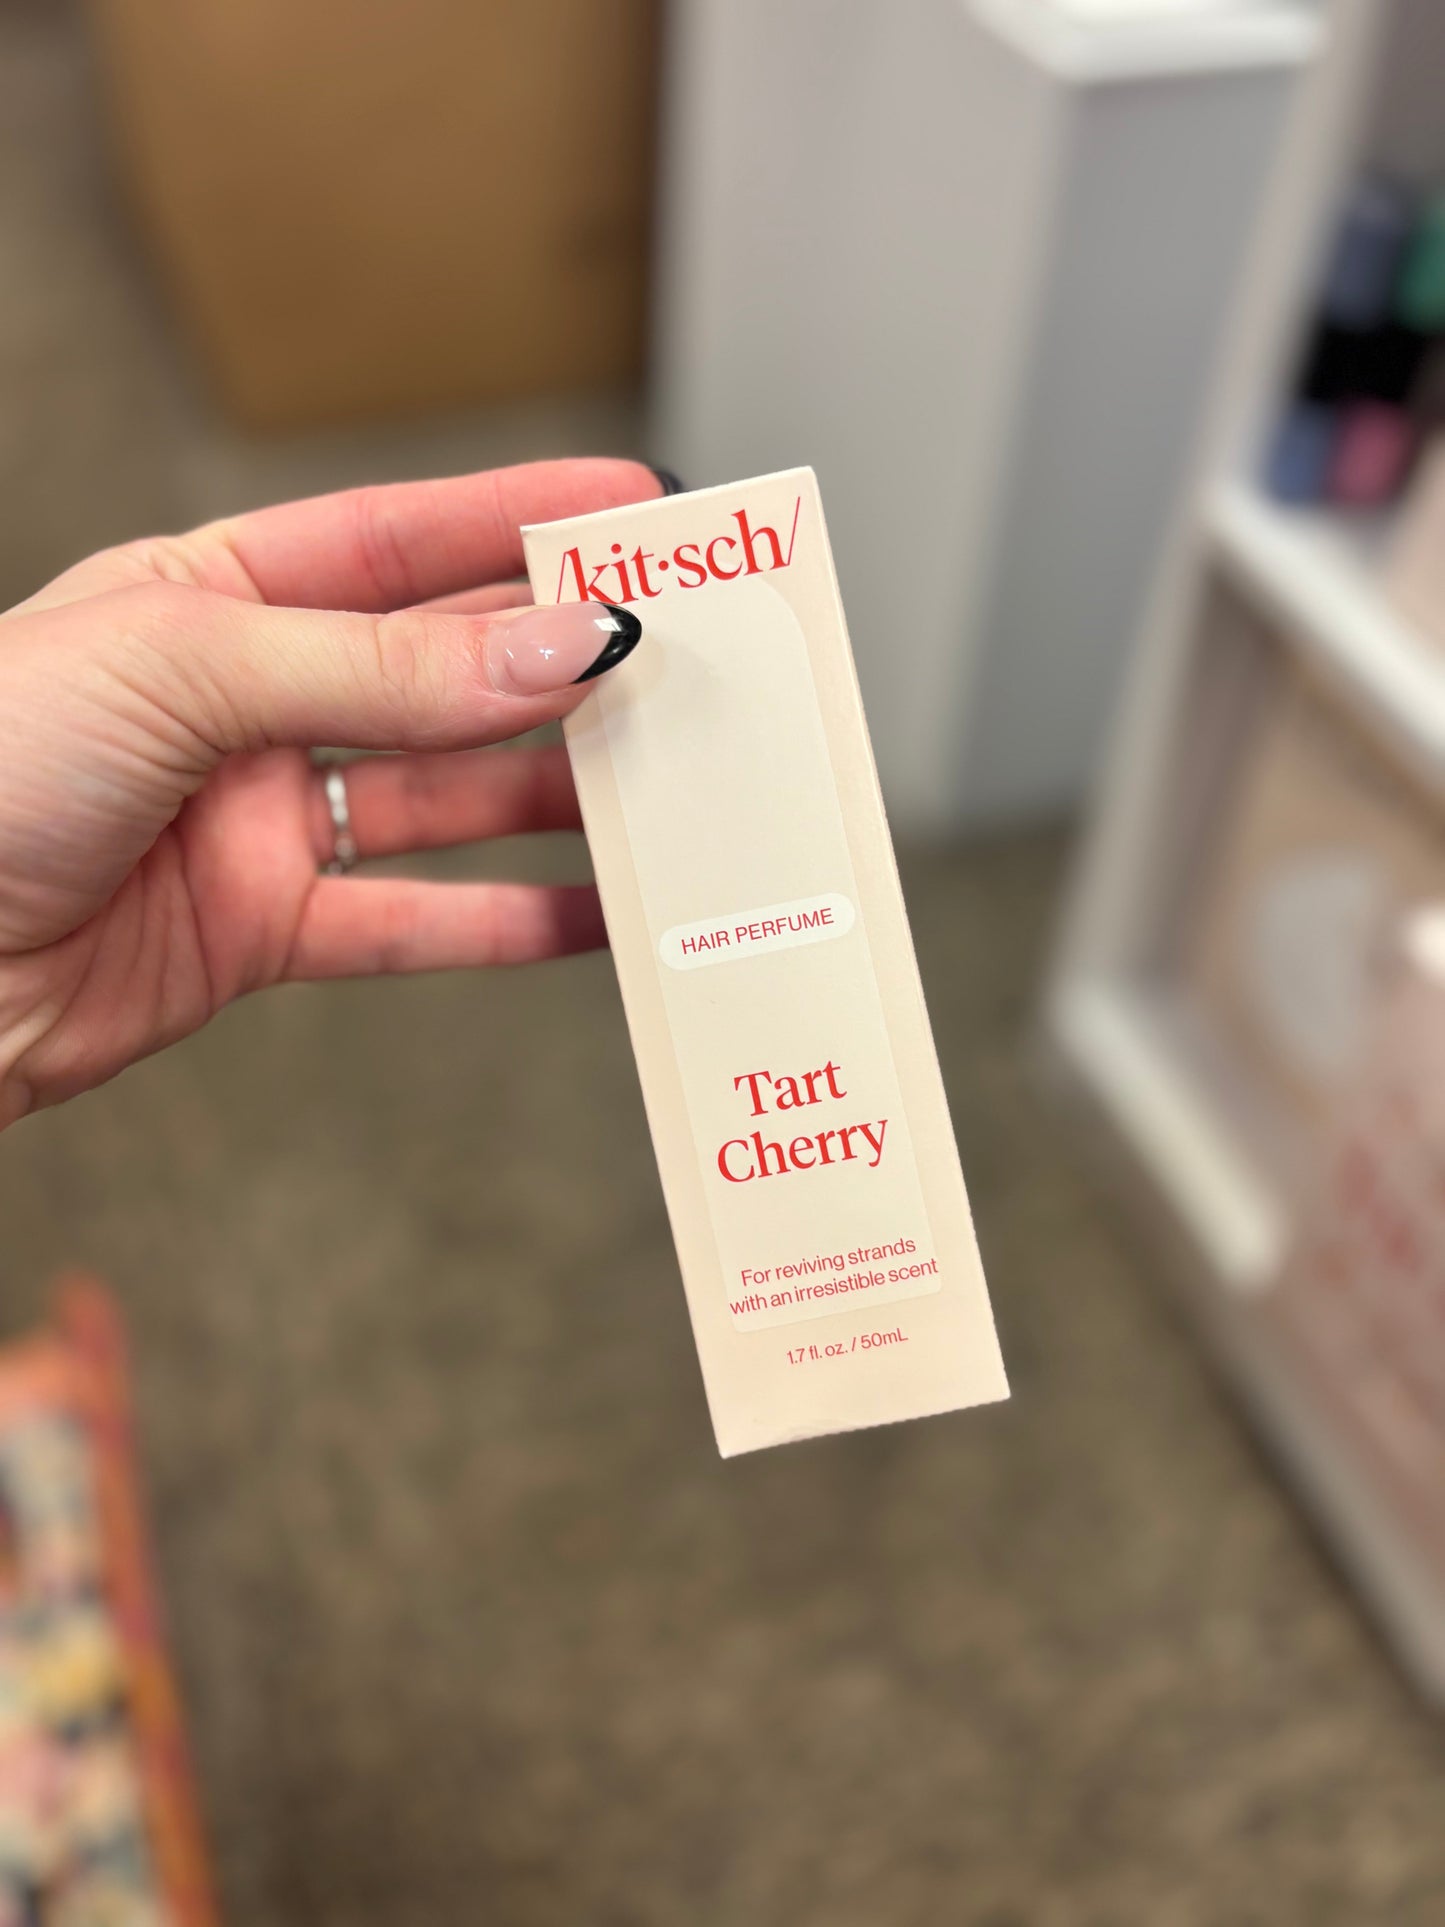 /kit·sch/
HAIR PERFUME
Tart
Cherry
For reviving strands
with an irresistible scent
1.7 fl. oz. / 50mL